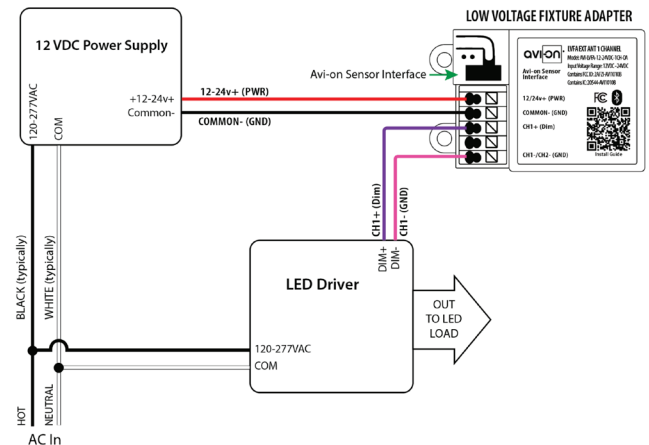 LOW VOLTAGE FIXTURE ADAPTER
12 VDC Power Supply
+12-24v+
Common-
120-277VAC
COM
12-24v+ (PWR)
COMMON- (GND)
Avi-on Sensor Interface
avi-on
Avi-on Sensor
Interface
LVFA EXT ANT 1 CHANNEL
Input Voltage Range: 12VDC - 24VDC
12/24v+ (PWR)
COMMON- (GND)
CH1+ (Dim)
CH1-/CH2- (GND)
FC
Install Guide
CH1+ (Dim)
CH1- (GND)
DIM+
DIM-
LED Driver
120-277VAC
COM
OUT
TO LED
LOAD
BLACK (typically)
WHITE (typically)
HOT
NEUTRAL
AC In